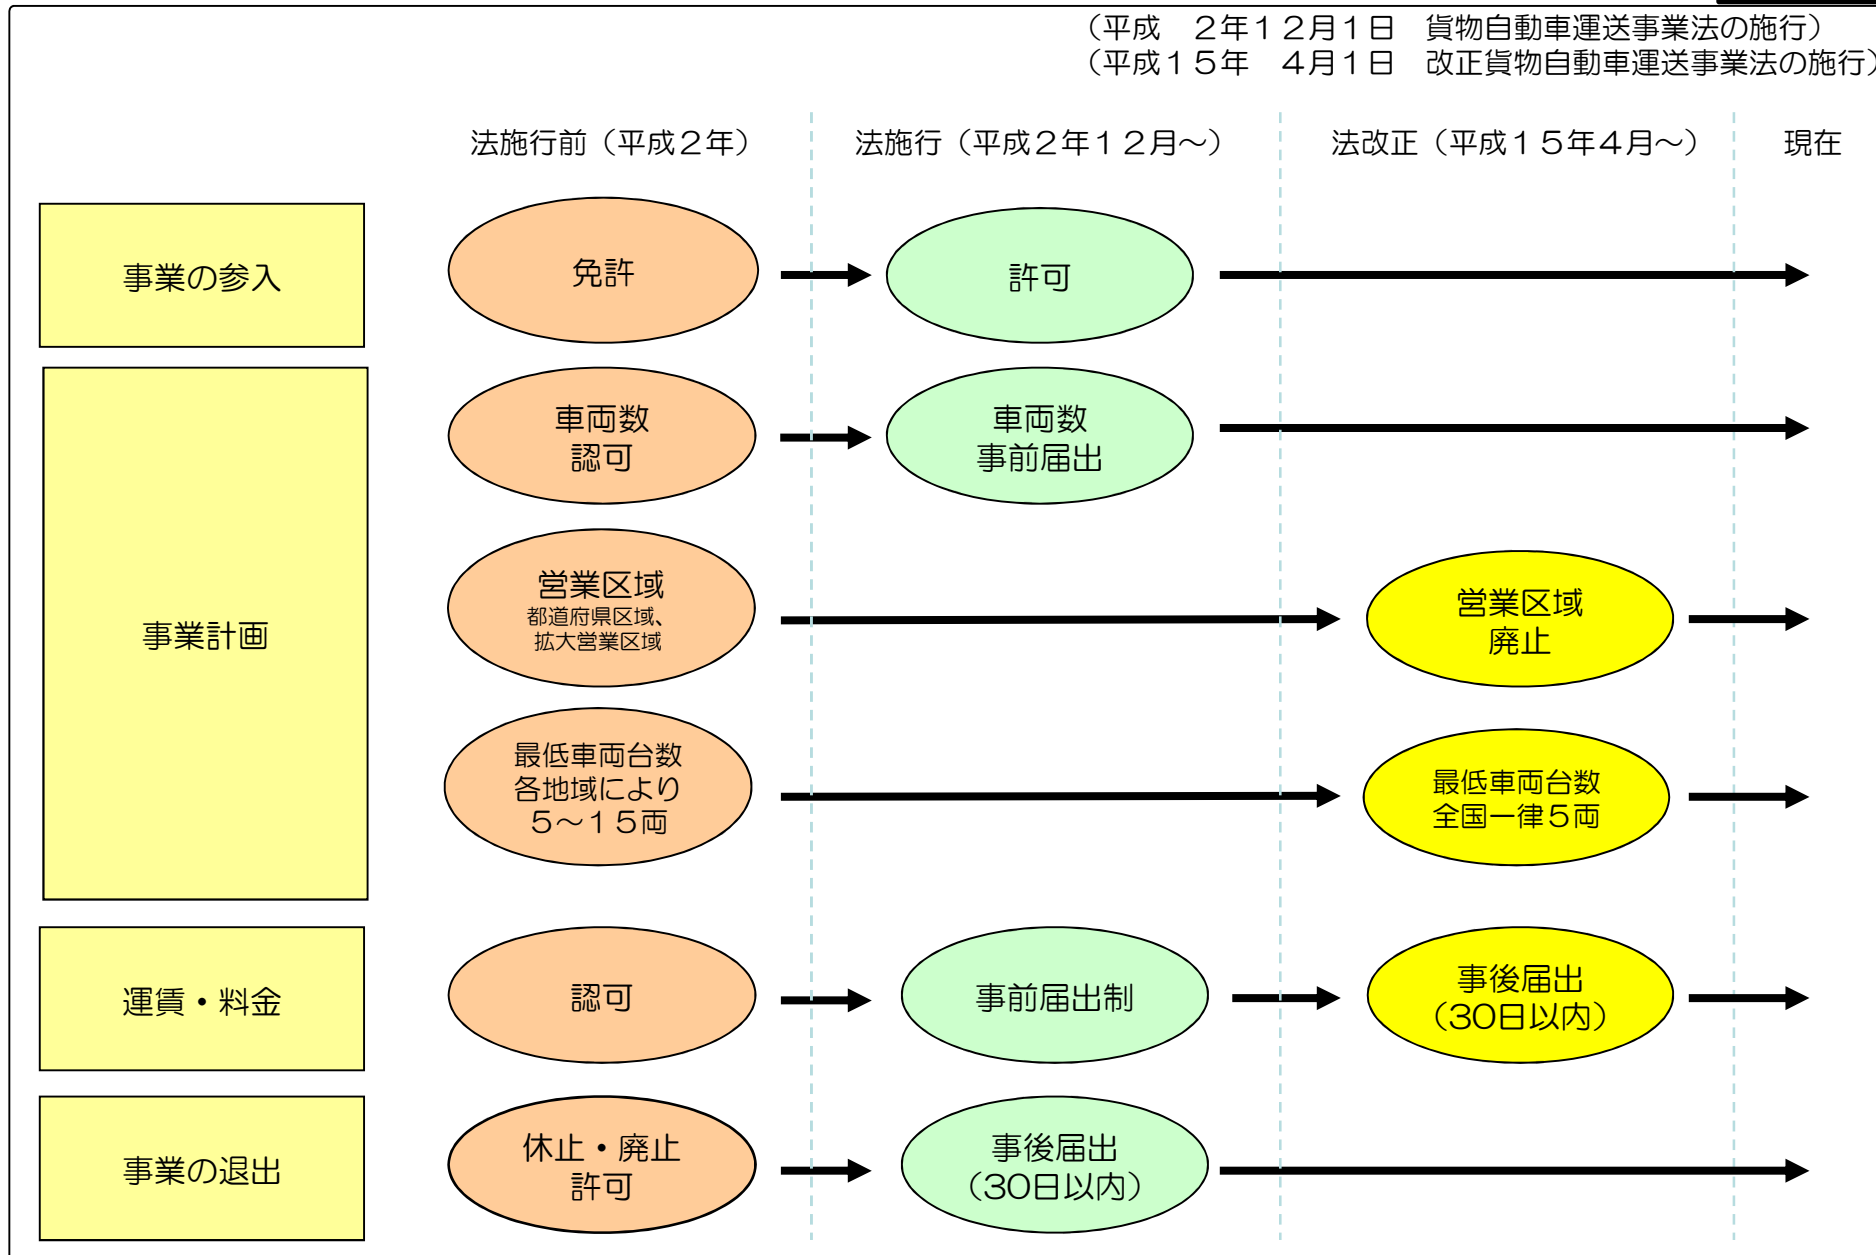 （平成　２年１２月１日　貨物自動車運送事業法の施行）
（平成１５年　４月１日　改正貨物自動車運送事業法の施行）
法施行前（平成２年）
法施行（平成２年１２月～）
法改正（平成１５年４月～）
現在
事業の参入
免許
許可
事業計画
車両数
認可
車両数
事前届出
営業区域
都道府県区域、
拡大営業区域
営業区域
廃止
最低車両台数
各地域により
５～１５両
最低車両台数
全国一律５両
運賃・料金
認可
事前届出制
事後届出
（30日以内）
事業の退出
休止・廃止
許可
事後届出
（30日以内）